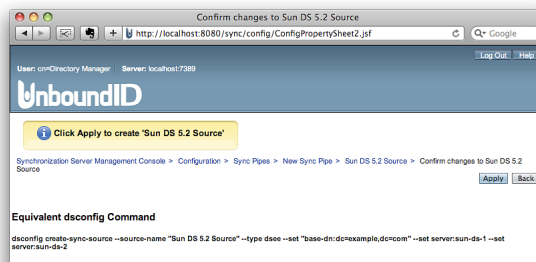 Confirm changes to Sun DS 5.2 Source
http://localhost:8080/sync/config/ConfigPropertySheet2.jsf
Google
Log Out Help
User: cn=Directory Manager Server: localhost:7389
UnboundID
Click Apply to create 'Sun DS 5.2 Source'
Synchronization Server Management Console > Configuration > Sync Pipes > New Sync Pipe > Sun DS 5.2 Source > Confirm changes to Sun DS 5.2
Source
Apply Back
Equivalent dsconfig Command
dsconfig create-sync-source --source-name "Sun DS 5.2 Source" --type dsee --set "base-dn:dc=example,dc=com" --set server:sun-ds-1 --set
server:sun-ds-2